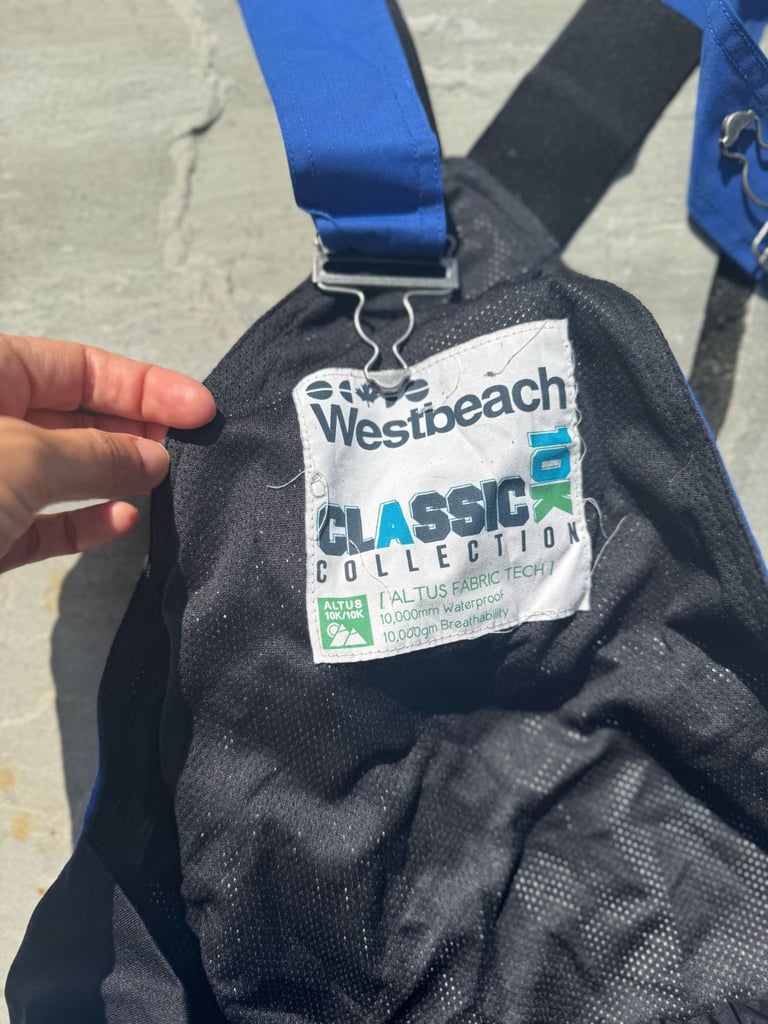 Westbeach
10K
CLASSIC
COLLECTION
[ ALTUS FABRIC TECH ]
ALTUS
10K/10K
10,000mm Waterproof
10,000gm Breathability